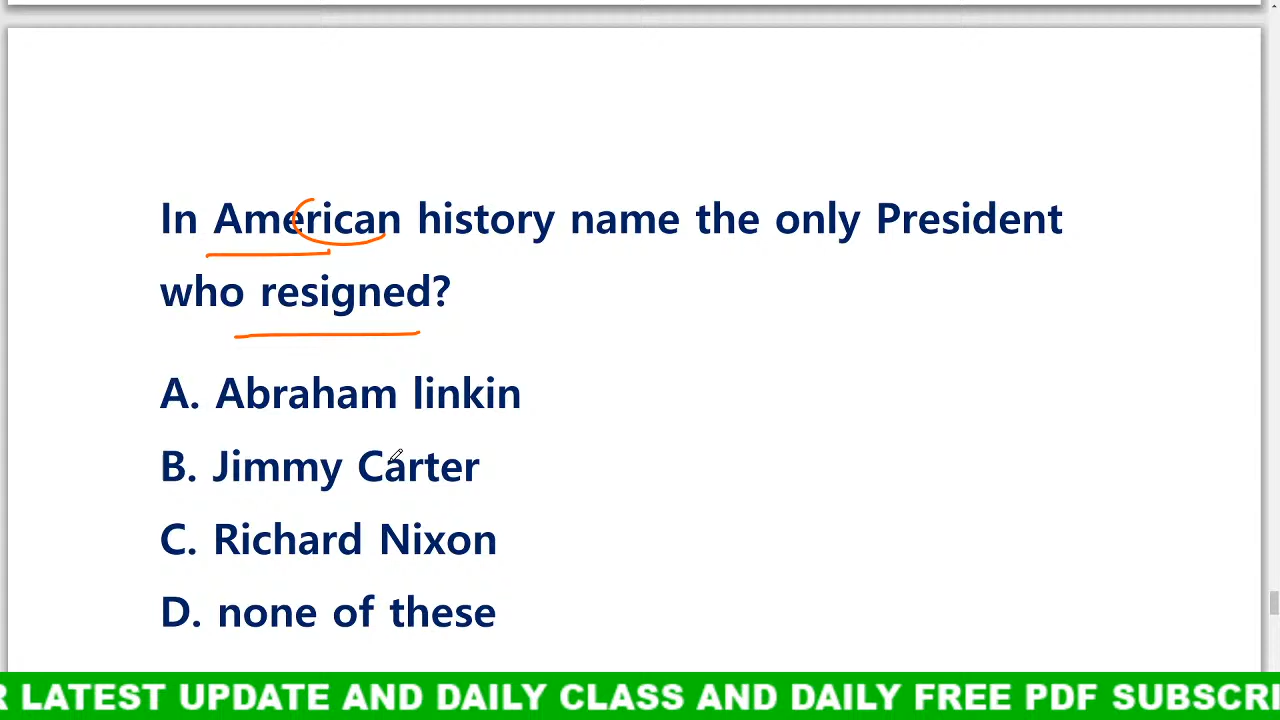 In American history name the only President
who resigned?
A. Abraham linkin
B. Jimmy Carter
C. Richard Nixon
D. none of these
LATEST UPDATE AND DAILY CLASS AND DAILY FREE PDF